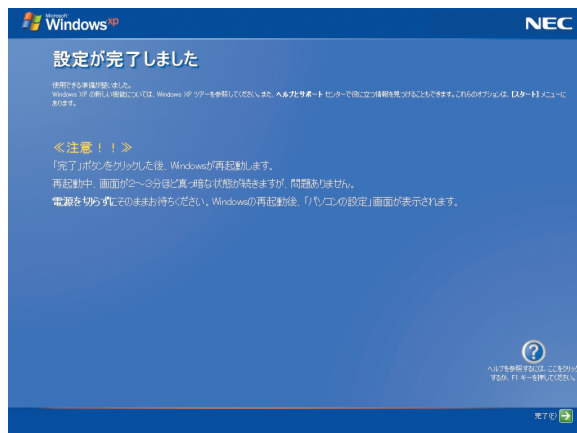 Microsoft
Windows xp
NEC
設定が完了しました
使用できる準備が整いました。
Windows XP の新しい機能については、Windows XP ツアーを参照してください。また、ヘルプとサポート センターで役に立つ情報を見つけることもできます。これらのオプションは、[スタート] メニューに
あります。
≪注意！！≫
「完了」ボタンをクリックした後、Windowsが再起動します。
再起動中、画面が2～3分ほど真っ暗な状態が続きますが、問題ありません。
電源を切らずにそのままお待ちください。Windowsの再起動後、「パソコンの設定」画面が表示されます。
ヘルプを参照するには、ここをクリック
するか、F1 キーを押してください。
完了(F)